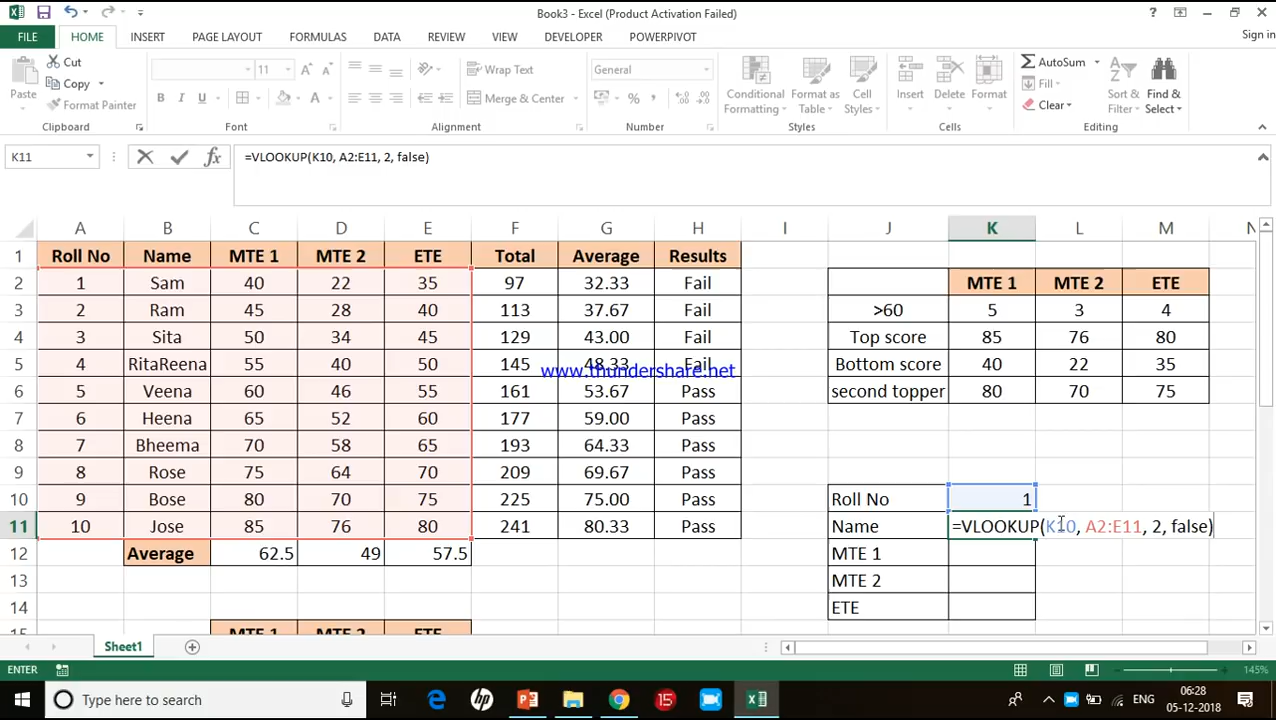 Book3 - Excel (Product Activation Failed)
?
FILE HOME INSERT PAGE LAYOUT FORMULAS DATA REVIEW VIEW DEVELOPER POWERPIVOT Sign in
Paste Cut Copy Format Painter
Clipboard
11
B I U A
Font
Wrap Text
Merge & Center
Alignment
General
% ,
Number
Conditional Formatting Format as Table Cell Styles
Styles
Insert Delete Format
Cells
AutoSum Fill Clear Sort & Filter Find & Select
Editing
K11 fx =VLOOKUP(K10, A2:E11, 2, false)
A B C D E F G H I J K L M N
1 Roll No Name MTE 1 MTE 2 ETE Total Average Results
2 1 Sam 40 22 35 97 32.33 Fail MTE 1 MTE 2 ETE
3 2 Ram 45 28 40 113 37.67 Fail >60 5 3 4
4 3 Sita 50 34 45 129 43.00 Fail Top score 85 76 80
5 4 RitaReena 55 40 50 145 48.33 Fail Bottom score 40 22 35
www.thundershare.net
6 5 Veena 60 46 55 161 53.67 Pass second topper 80 70 75
7 6 Heena 65 52 60 177 59.00 Pass
8 7 Bheema 70 58 65 193 64.33 Pass
9 8 Rose 75 64 70 209 69.67 Pass
10 9 Bose 80 70 75 225 75.00 Pass Roll No 1
11 10 Jose 85 76 80 241 80.33 Pass Name =VLOOKUP(K10, A2:E11, 2, false)
12 Average 62.5 49 57.5 MTE 1
13 MTE 2
14 ETE
15 MTE 1 MTE 2 ETE
Sheet1
ENTER 145%
Type here to search
hp 15
ENG
06:28
05-12-2018